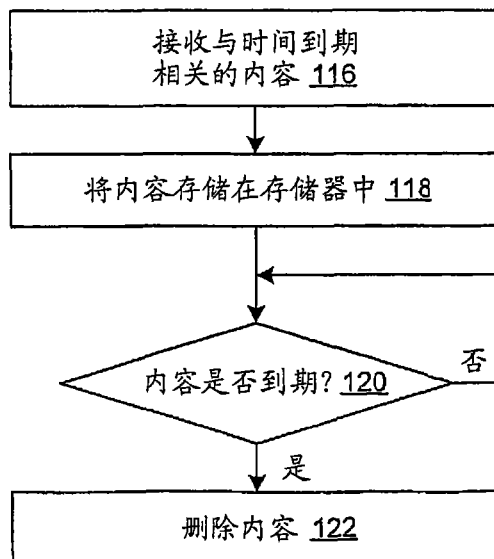 接收与时间到期
相关的内容 116
将内容存储在存储器中 118
内容是否到期? 120
否
是
删除内容 122